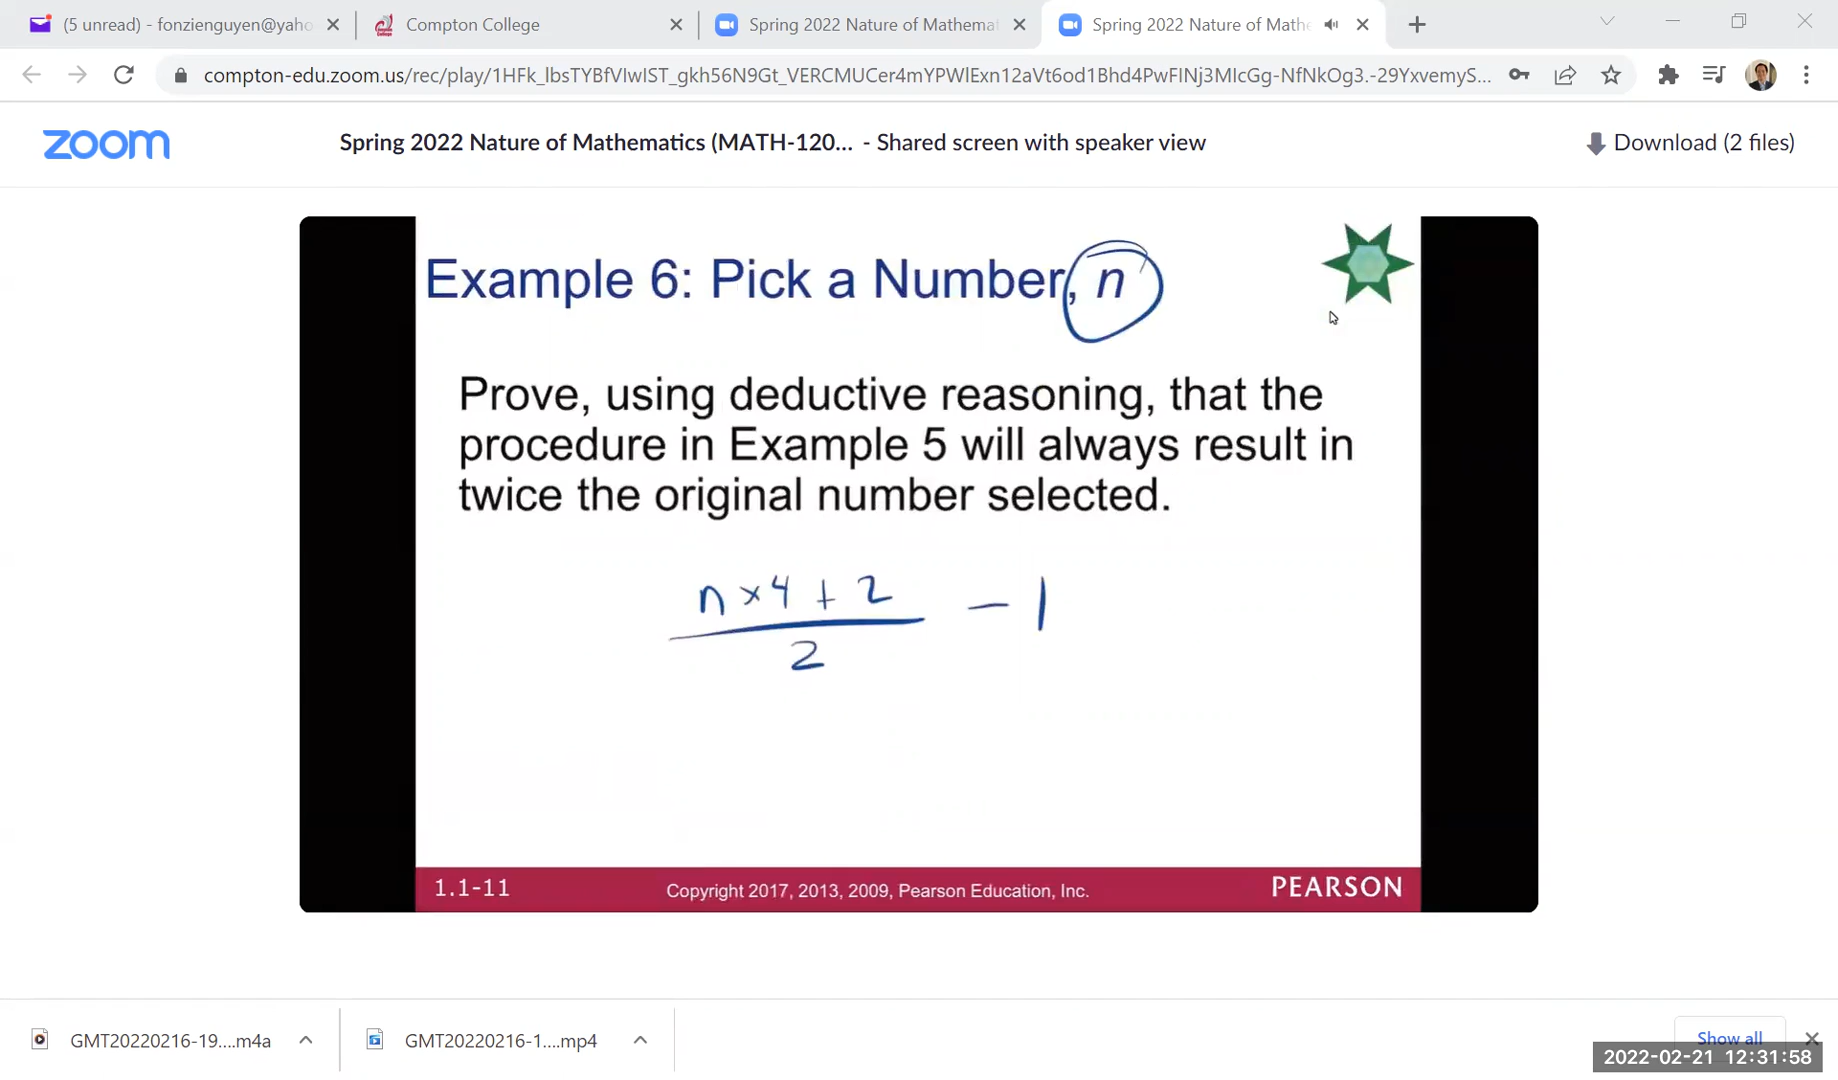 (5 unread) - fonzienguyen@yaho
Compton College
Spring 2022 Nature of Mathemat
Spring 2022 Nature of Mathe
compton-edu.zoom.us/rec/play/1HFk_lbsTYBfVIwIST_gkh56N9Gt_VERCMUCer4mYPWlExn12aVt6od1Bhd4PwFINj3MIcGg-NfNkOg3.-29YxvemyS...
zoom
Spring 2022 Nature of Mathematics (MATH-120... - Shared screen with speaker view
Download (2 files)
Example 6: Pick a Number, n
Prove, using deductive reasoning, that the
procedure in Example 5 will always result in
twice the original number selected.
n × 4 + 2
— 1
2
1.1-11
Copyright 2017, 2013, 2009, Pearson Education, Inc.
PEARSON
GMT20220216-19....m4a
GMT20220216-1....mp4
Show all
2022-02-21 12:31:58